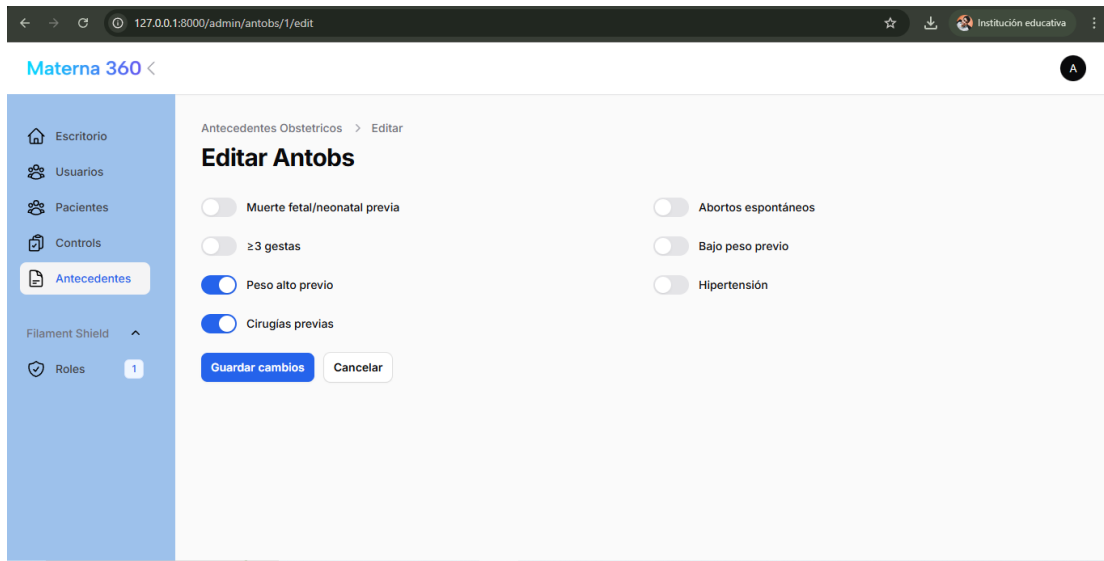 127.0.0.1:8000/admin/antobs/1/edit
Institución educativa
Materna 360
A
Escritorio
Usuarios
Pacientes
Controls
Antecedentes
Filament Shield
Roles 1
Antecedentes Obstetricos > Editar
Editar Antobs
Muerte fetal/neonatal previa
Abortos espontáneos
≥3 gestas
Bajo peso previo
Peso alto previo
Hipertensión
Cirugías previas
Guardar cambios
Cancelar